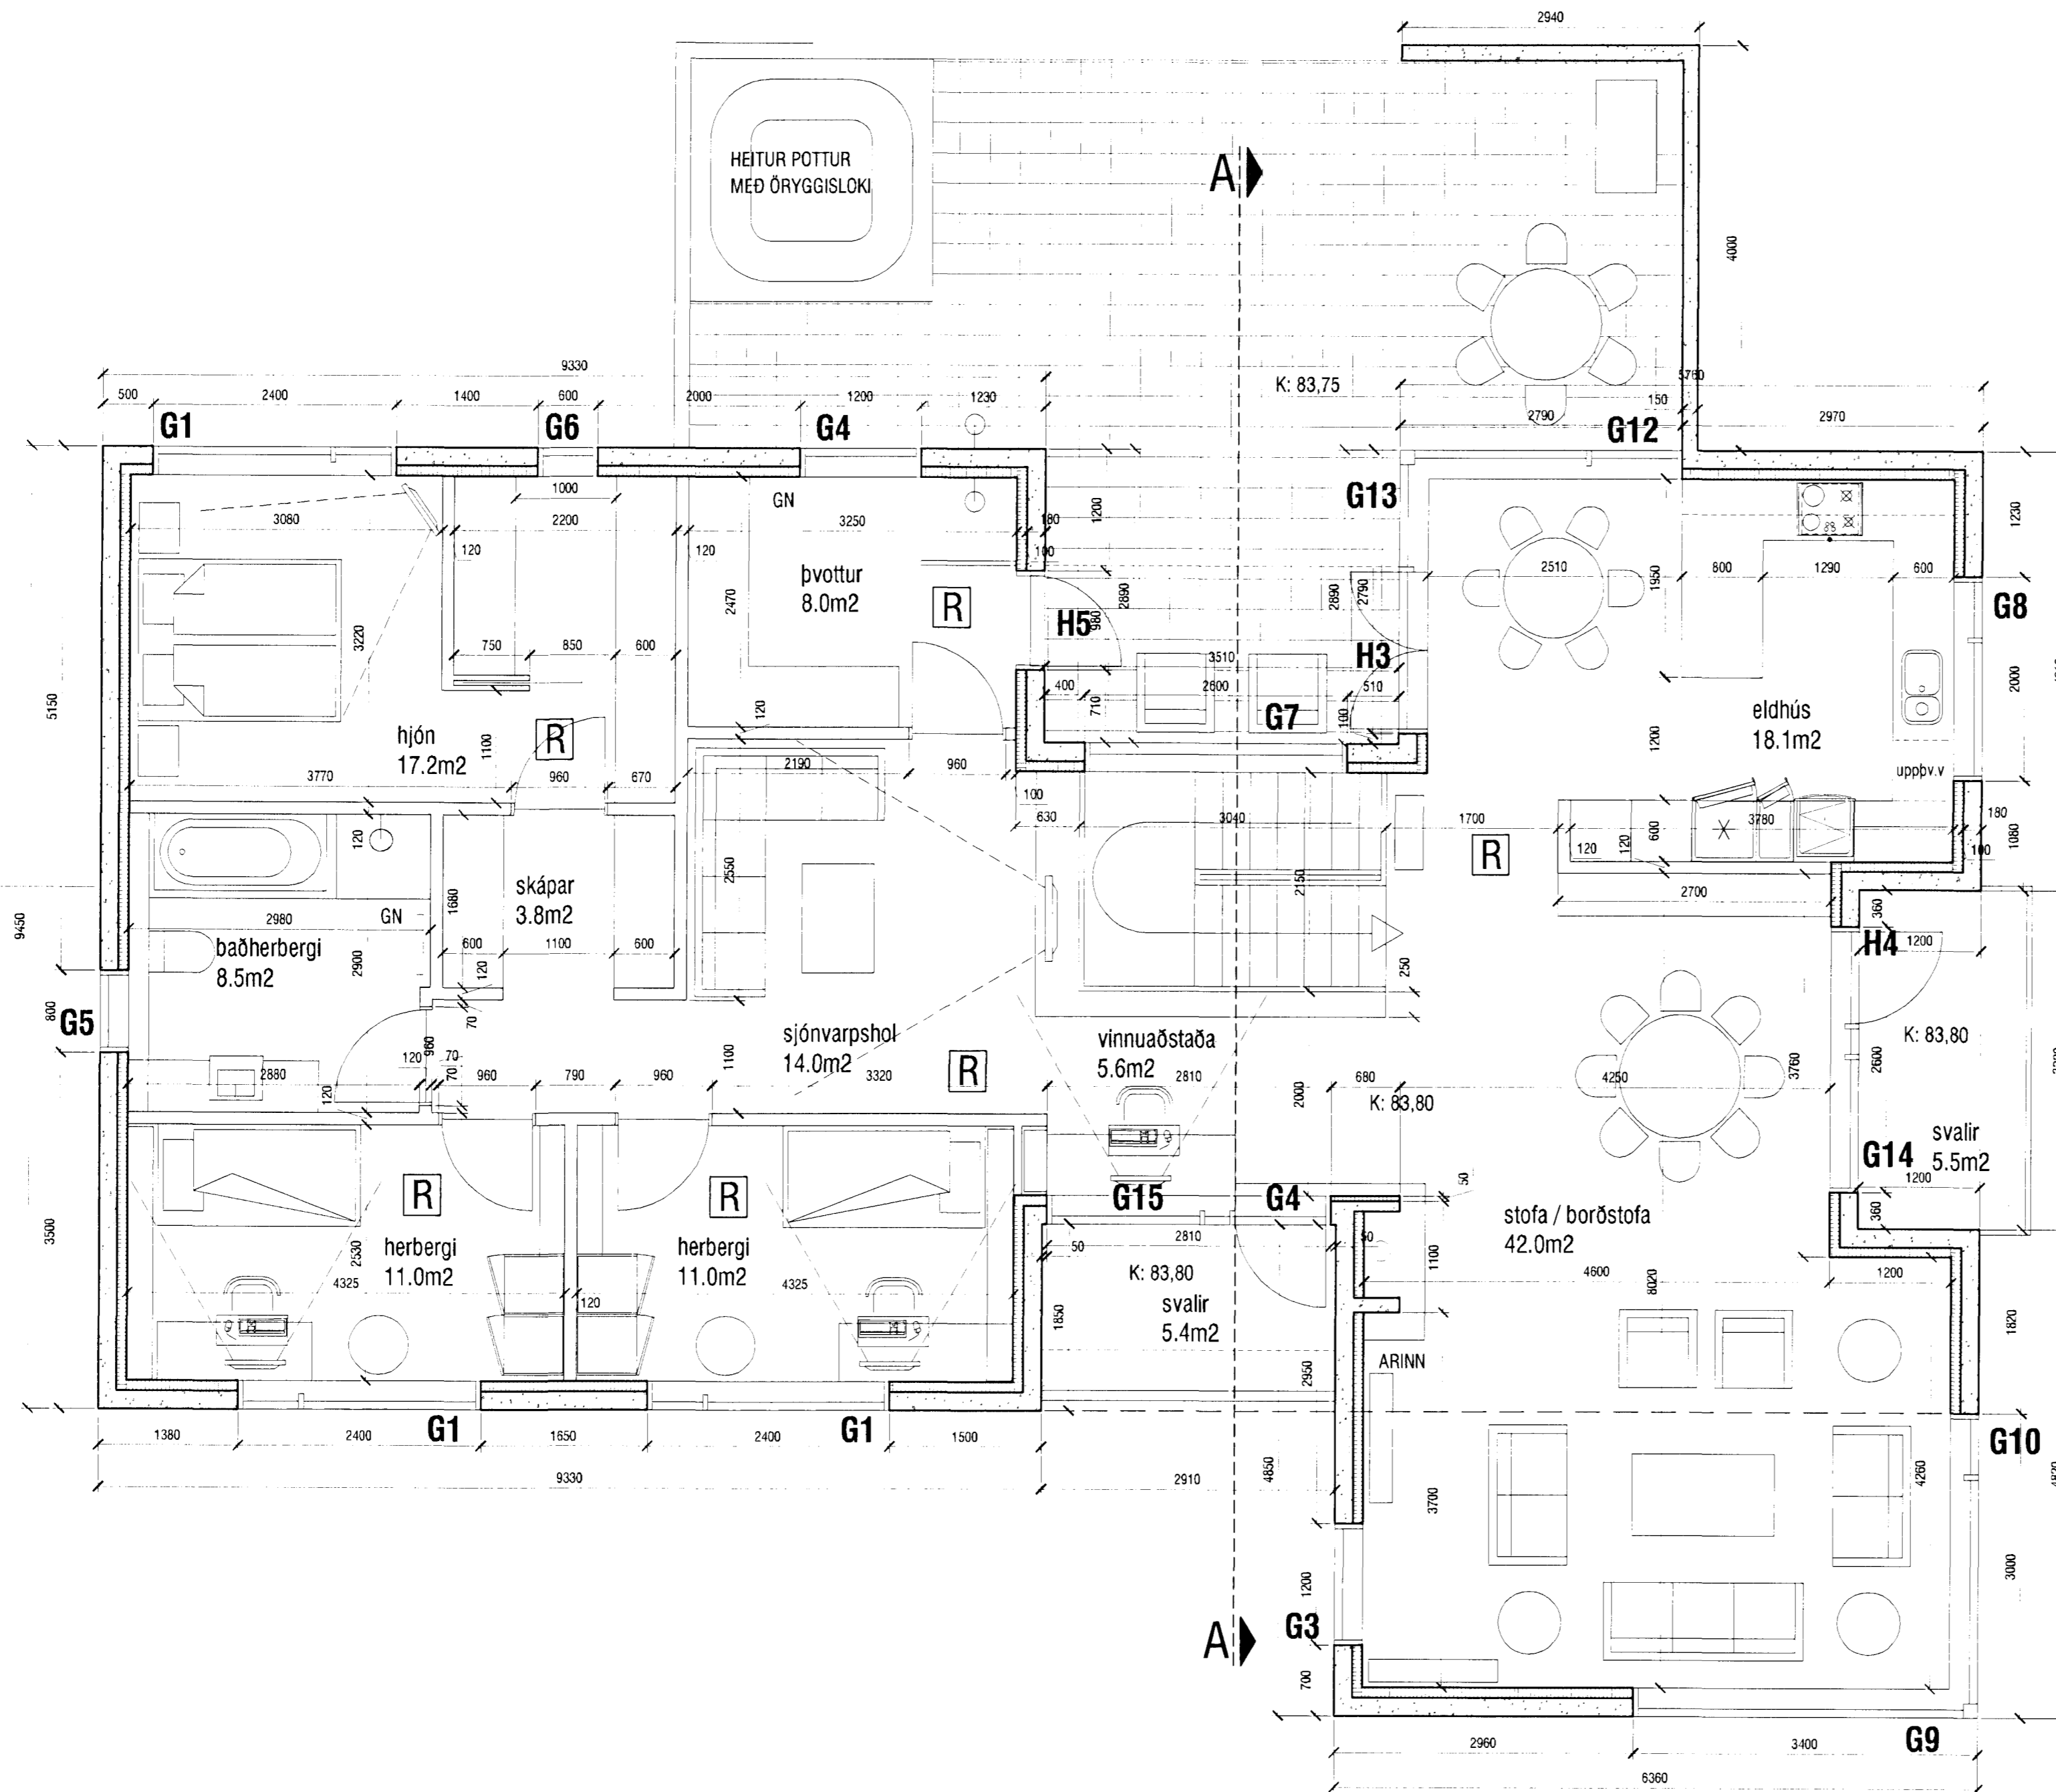 2940
HEITUR POTTUR
MEÐ ÖRYGGISLOKI
A
4000
9330
K: 83,75
5760
500
2400
1400
600
2000
1200
1230
150
2790
2970
G1
G6
G4
G12
1000
GN
G13
3080
2200
3250
180
1200
1230
120
120
100
þvottur
8.0m2
2510
1950
600
1290
600
2470
R
2890
2890
2790
G8
980
H5
3220
750
850
600
3510
H3
400
2600
510
2000
5150
710
120
G7
100
eldhús
18.1m2
hjón
17.2m2
R
1100
1200
3770
960
670
2190
960
uppþv.v
100
630
3040
1700
3780
180
120
R
120
120
600
1080
100
2550
2150
skápar
3.8m2
1680
2700
GN
360
9450
2980
H4
1200
baðherbergi
8.5m2
2900
600
1100
600
120
250
800
G5
70
sjónvarpshol
14.0m2
vinnuaðstaða
5.6m2
K: 83,80
960
70
1100
R
3760
2600
2880
120
70
960
790
960
3320
2810
680
4250
120
2000
K: 83,80
svalir
5.5m2
G14
R
R
G15
G4
50
1200
3500
stofa / borðstofa
42.0m2
360
herbergi
11.0m2
herbergi
11.0m2
2530
50
2810
50
1100
4325
4325
K: 83,80
4600
8020
1200
120
svalir
5.4m2
1850
1820
ARINN
2950
1380
2400
G1
1650
2400
G1
1500
G10
9330
2910
4850
3700
4260
3000
1200
G3
A
700
2960
3400
G9
6360